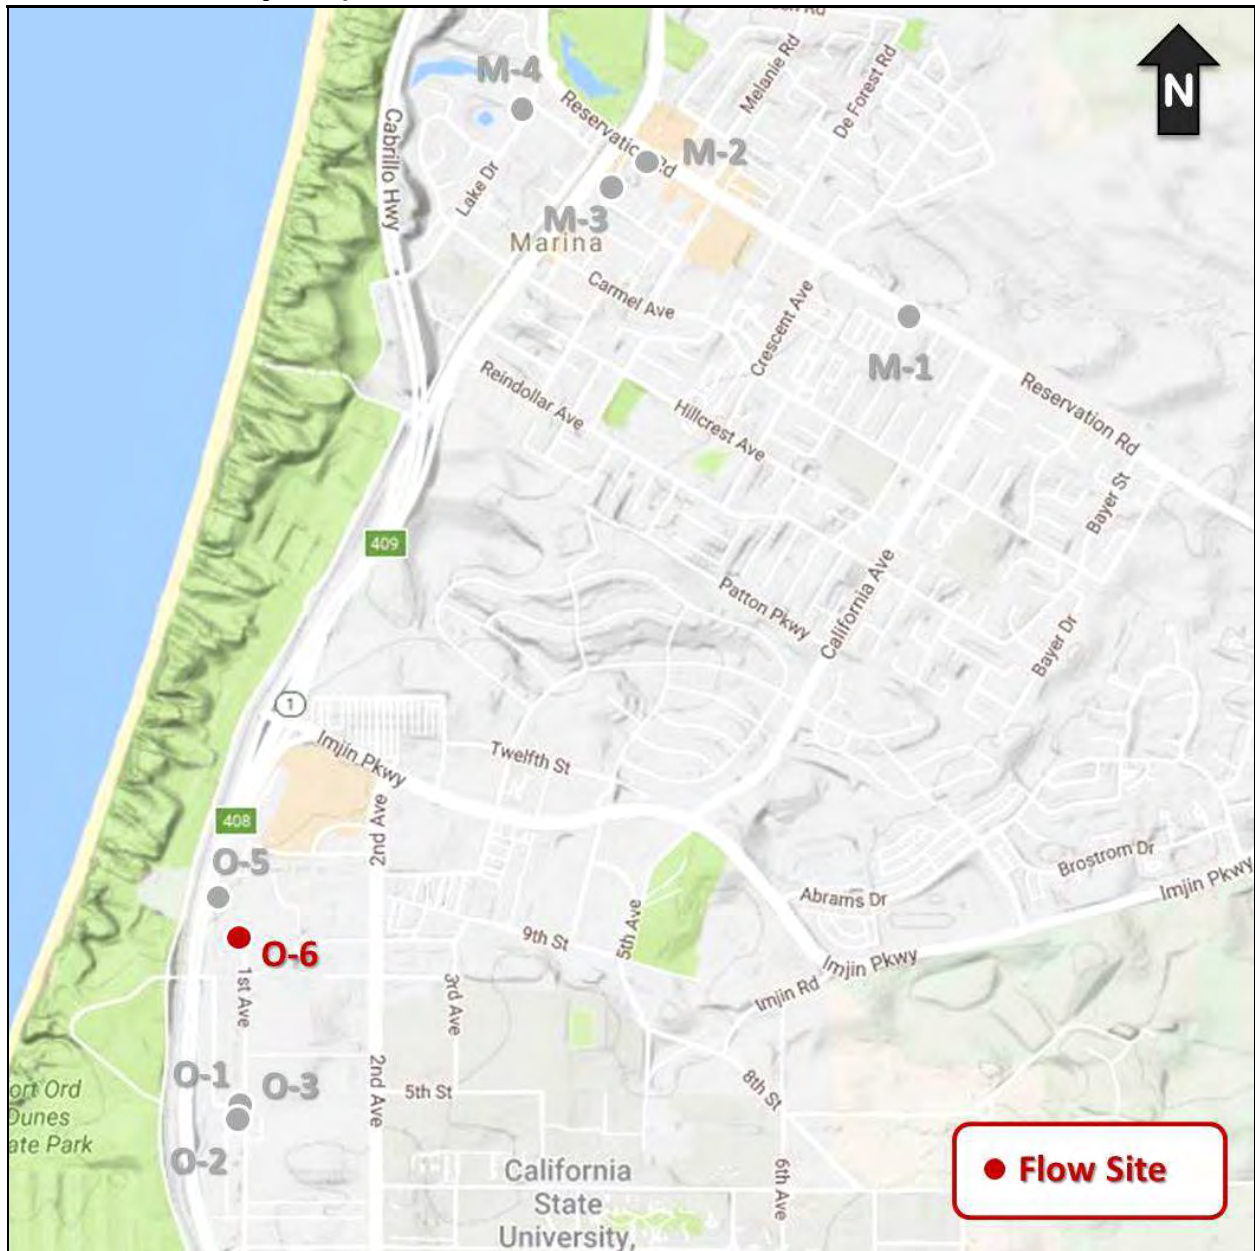 N
M-4
Reservation Rd
Melanie Rd
De Forest Rd
Cabrillo Hwy
M-2
Lake Dr
M-3
Marina
Carmel Ave
Crescent Ave
M-1
Reindollar Ave
Hillcrest Ave
Reservation Rd
Bayer St
409
Patton Pkwy
California Ave
Bayer Dr
1
Imjin Pkwy
Twelfth St
2nd Ave
408
O-5
Brostrom Dr
Imjin Pkwy
Abrams Dr
5th Ave
9th St
O-6
Imjin Pkwy
1st Ave
3rd Ave
Imjin Rd
O-1
O-3
2nd Ave
5th St
8th St
ort Ord
Dunes
ate Park
O-2
California
State
University,
6th Ave
Flow Site